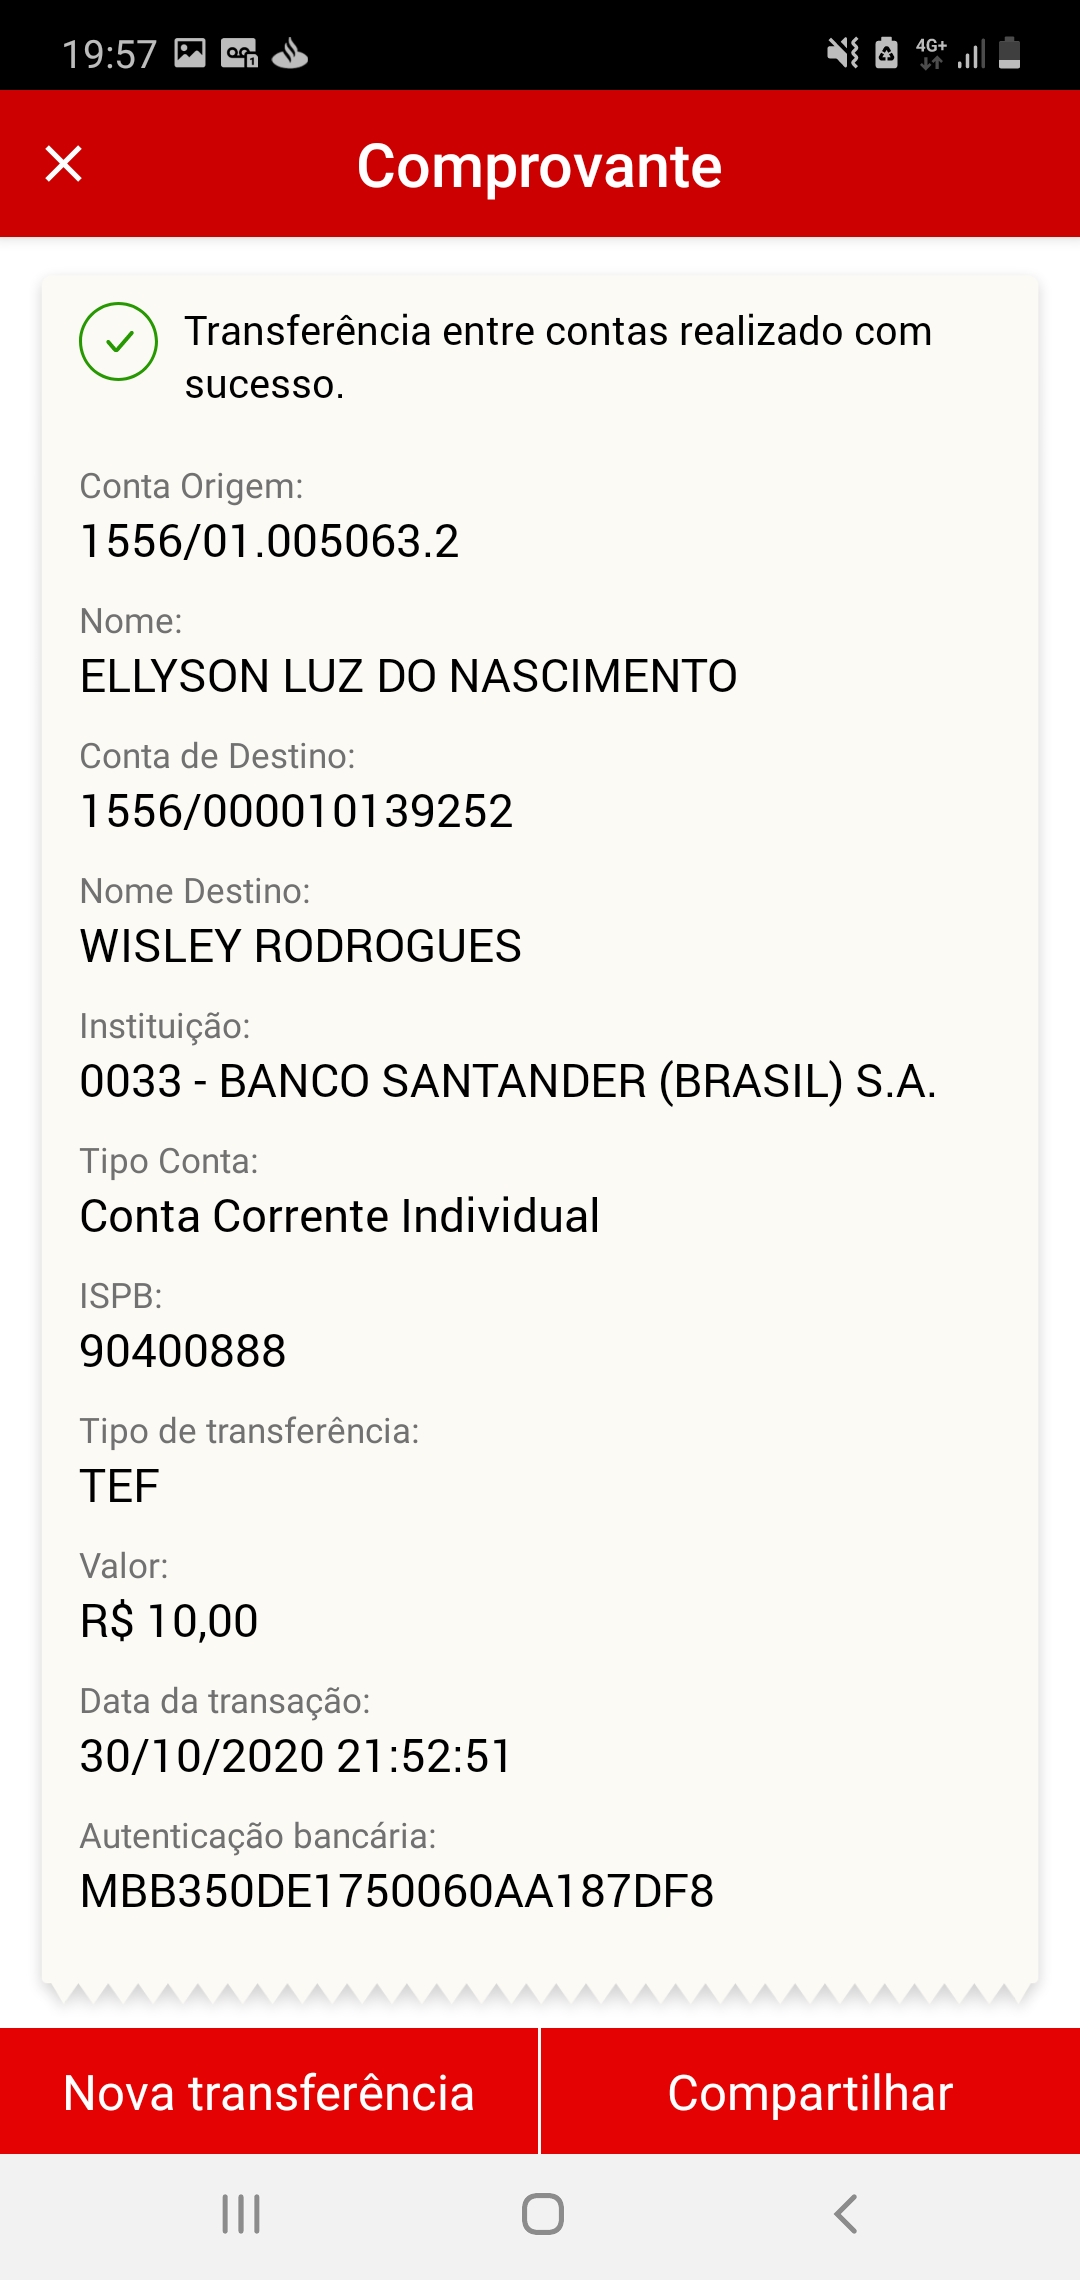 19:57
4G+
Comprovante
Transferência entre contas realizado com
sucesso.
Conta Origem:
1556/01.005063.2
Nome:
ELLYSON LUZ DO NASCIMENTO
Conta de Destino:
1556/000010139252
Nome Destino:
WISLEY RODROGUES
Instituição:
0033 - BANCO SANTANDER (BRASIL) S.A.
Tipo Conta:
Conta Corrente Individual
ISPB:
90400888
Tipo de transferência:
TEF
Valor:
R$ 10,00
Data da transação:
30/10/2020 21:52:51
Autenticação bancária:
MBB350DE1750060AA187DF8
Nova transferência
Compartilhar